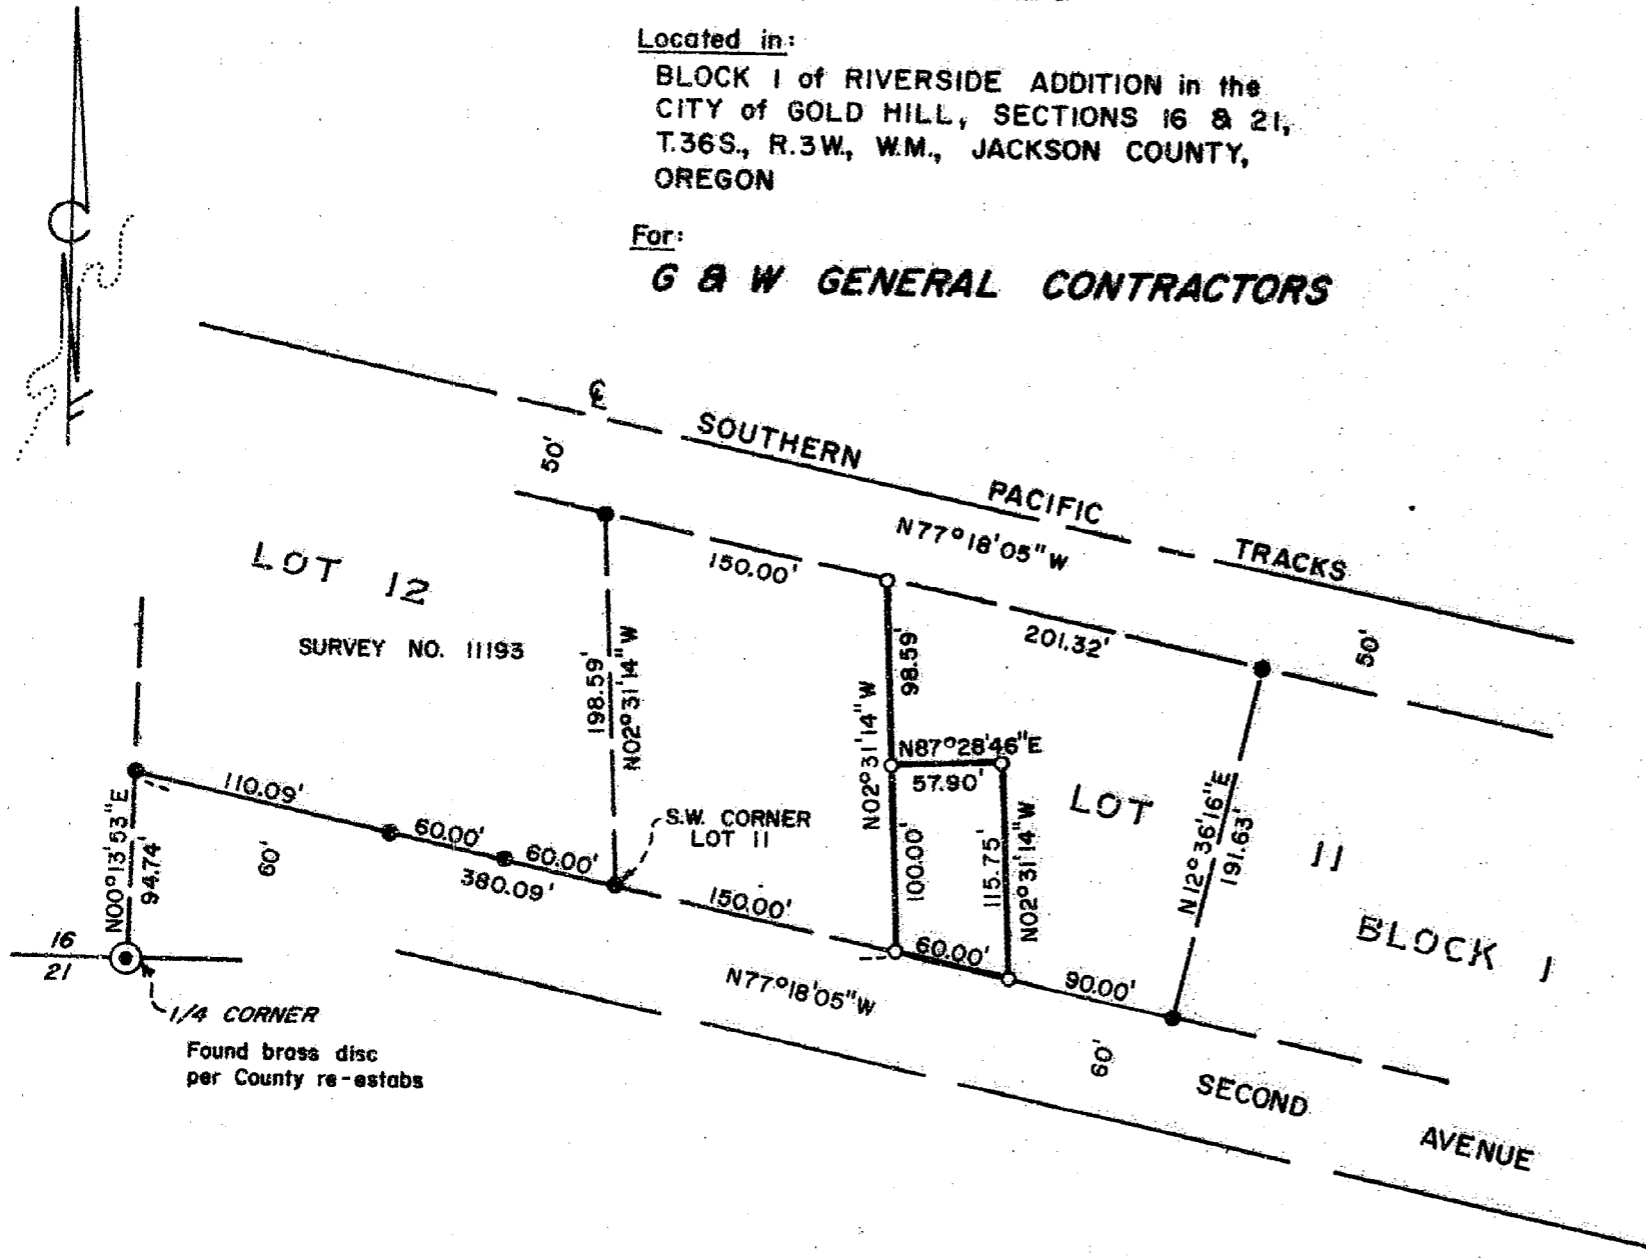 Located in:
BLOCK 1 of RIVERSIDE ADDITION in the
CITY of GOLD HILL, SECTIONS 16 & 21,
T.36S., R.3W., W.M., JACKSON COUNTY,
OREGON
For:
G & W GENERAL CONTRACTORS
℄
SOUTHERN PACIFIC TRACKS
50'
N77°18'05"W
150.00'
201.32'
50'
LOT 12
SURVEY NO. 11193
198.59'
N02°31'14"W
98.59'
N02°31'14"W
N87°28'46"E
57.90'
100.00'
115.75'
N02°31'14"W
LOT 11
BLOCK 1
N12°36'16"E
191.63'
110.09'
60.00'
60.00'
380.09'
S.W. CORNER
LOT 11
150.00'
60.00'
90.00'
N00°13'53"E
94.74'
60'
16
21
1/4 CORNER
Found brass disc
per County re-estabs
N77°18'05"W
60'
SECOND AVENUE